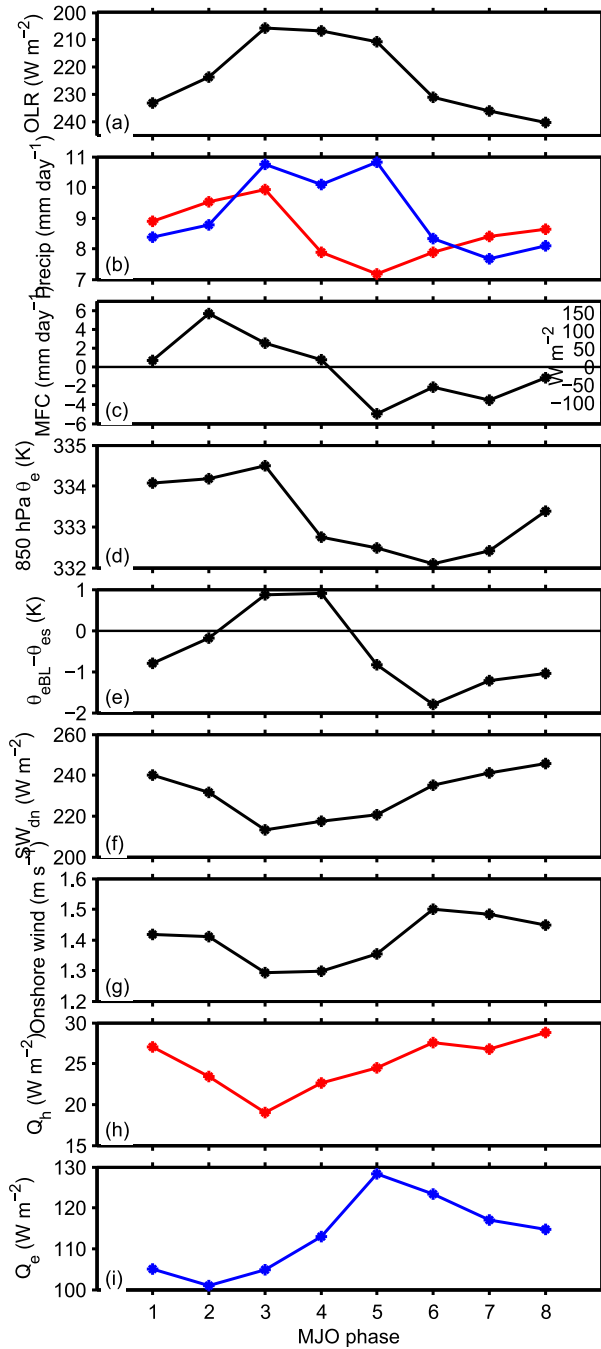 200
210
220
230
240
OLR (W m−2)
(a)
11
10
9
8
7
Precip (mm day−1)
(b)
6
4
2
0
−2
−4
−6
MFC (mm day−1)
150
100
50
0
−50
−100
W m−2
(c)
335
334
333
332
850 hPa θe (K)
(d)
1
0
−1
−2
θeBL−θes (K)
(e)
260
240
220
200
SWdn (W m−2)
(f)
1.6
1.5
1.4
1.3
1.2
Onshore wind (m s−1)
(g)
30
25
20
15
Qh (W m−2)
(h)
130
120
110
100
Qe (W m−2)
(i)
1 2 3 4 5 6 7 8
MJO phase